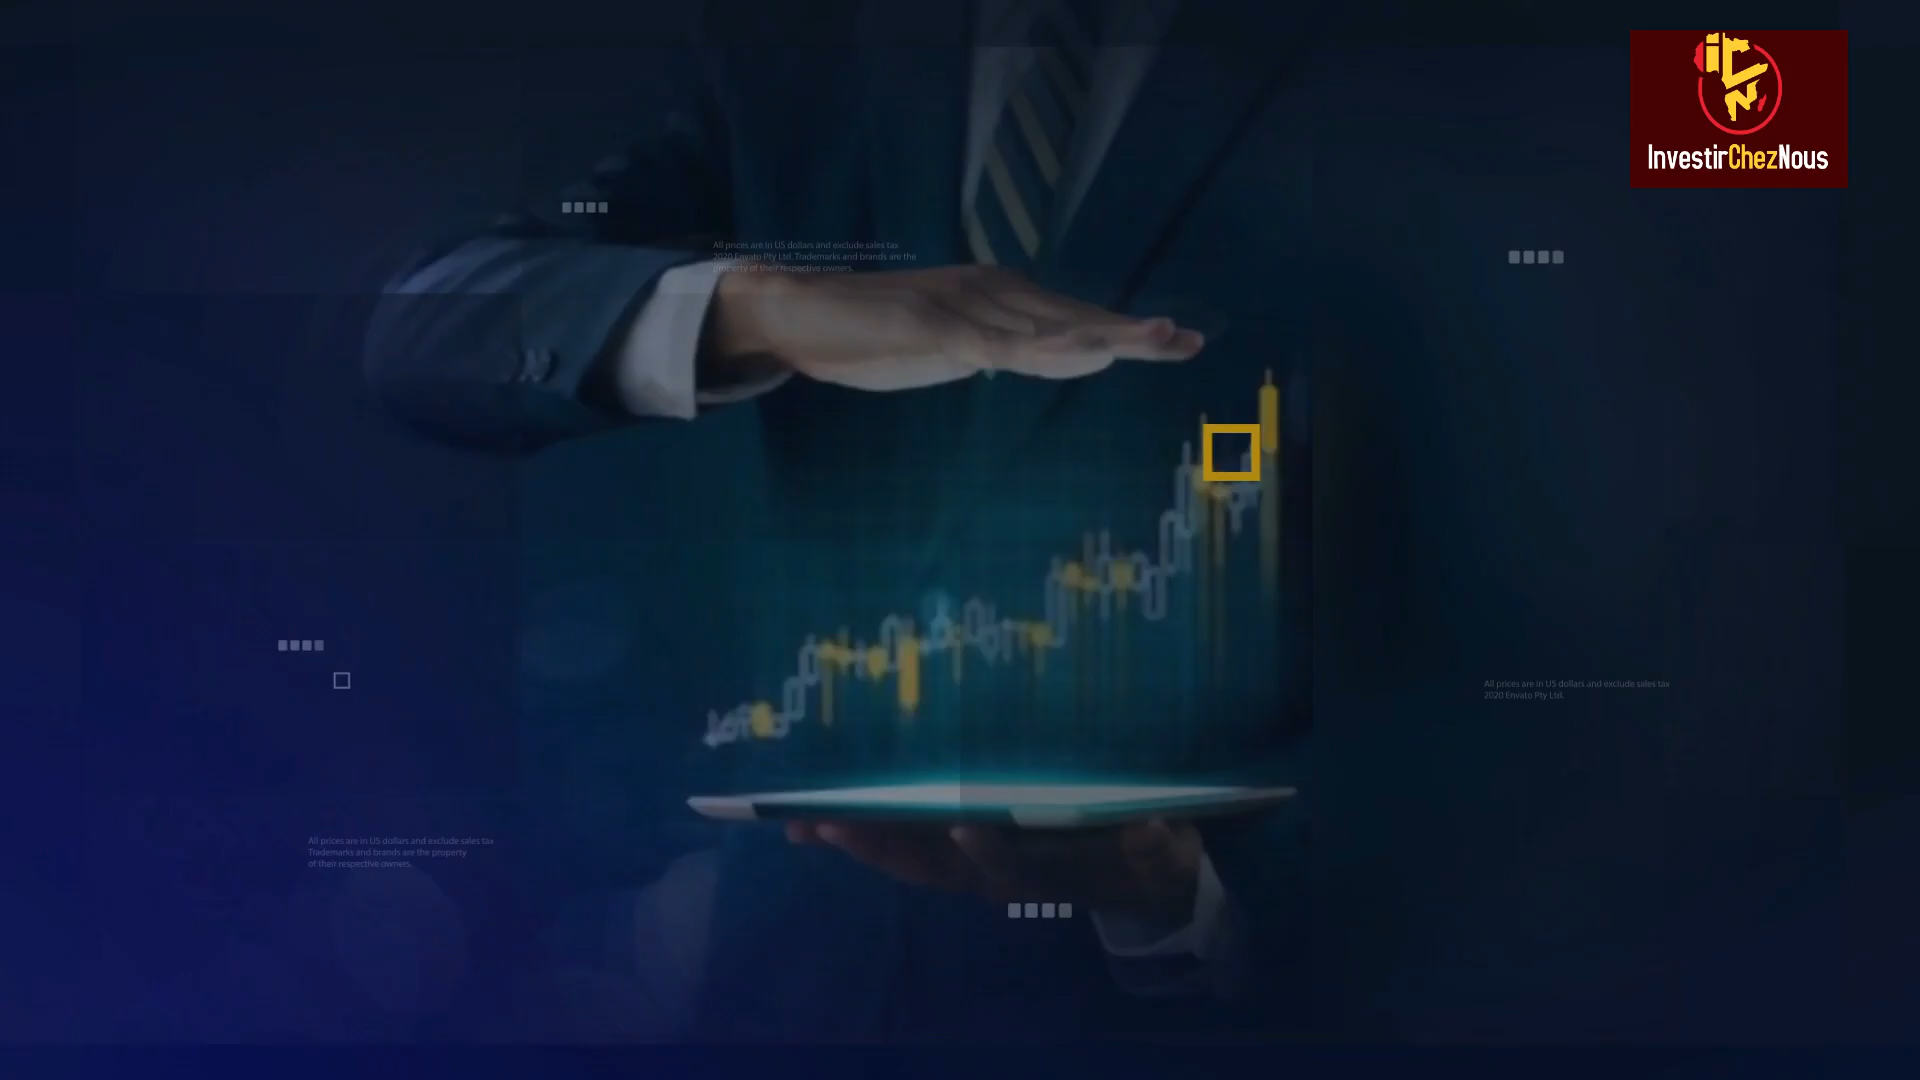 InvestirChezNous
All prices are in US dollars and exclude sales tax
2020 Envato Pty Ltd. Trademarks and brands are the
property of their respective owners.
All prices are in US dollars and exclude sales tax
2020 Envato Pty Ltd.
All prices are in US dollars and exclude sales tax
Trademarks and brands are the property
of their respective owners.